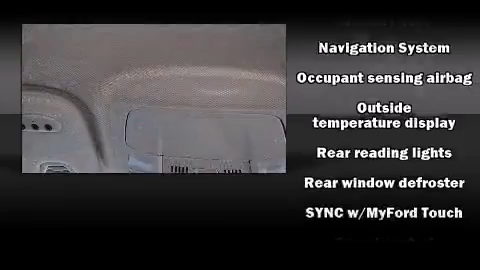 Navigation System
Occupant sensing airbag
Outside
temperature display
Rear reading lights
Rear window defroster
SYNC w/MyFord Touch